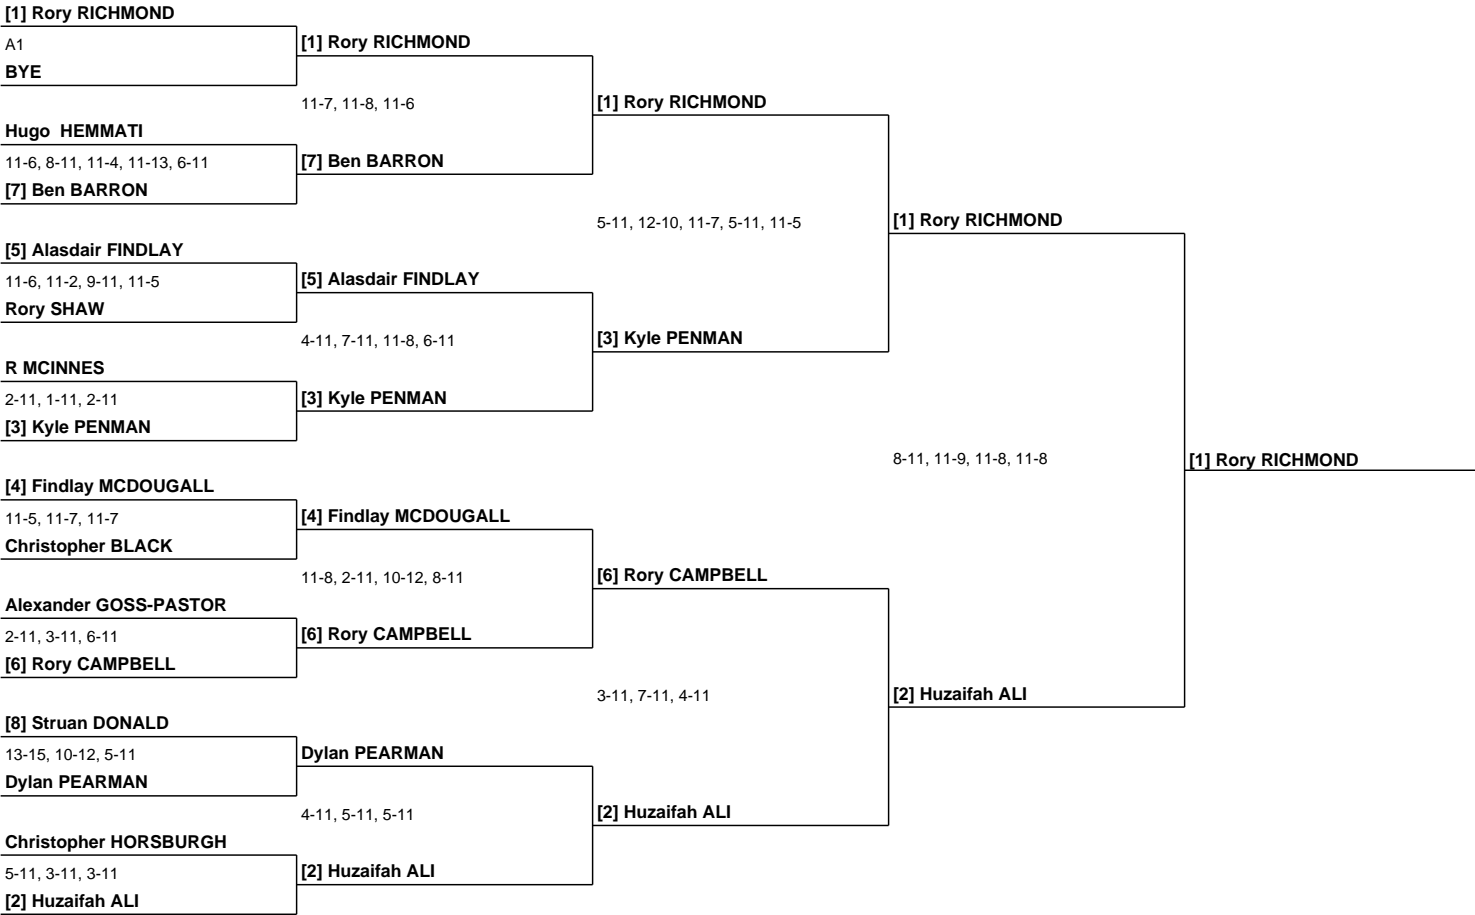 [1] Rory RICHMOND
A1
BYE
Hugo  HEMMATI
11-6, 8-11, 11-4, 11-13, 6-11
[7] Ben BARRON
[5] Alasdair FINDLAY
11-6, 11-2, 9-11, 11-5
Rory SHAW
R MCINNES
2-11, 1-11, 2-11
[3] Kyle PENMAN
[4] Findlay MCDOUGALL
11-5, 11-7, 11-7
Christopher BLACK
Alexander GOSS-PASTOR
2-11, 3-11, 6-11
[6] Rory CAMPBELL
[8] Struan DONALD
13-15, 10-12, 5-11
Dylan PEARMAN
Christopher HORSBURGH
5-11, 3-11, 3-11
[2] Huzaifah ALI
[1] Rory RICHMOND
11-7, 11-8, 11-6
[7] Ben BARRON
[5] Alasdair FINDLAY
4-11, 7-11, 11-8, 6-11
[3] Kyle PENMAN
[4] Findlay MCDOUGALL
11-8, 2-11, 10-12, 8-11
[6] Rory CAMPBELL
Dylan PEARMAN
4-11, 5-11, 5-11
[2] Huzaifah ALI
[1] Rory RICHMOND
5-11, 12-10, 11-7, 5-11, 11-5
[3] Kyle PENMAN
[6] Rory CAMPBELL
3-11, 7-11, 4-11
[2] Huzaifah ALI
[1] Rory RICHMOND
8-11, 11-9, 11-8, 11-8
[2] Huzaifah ALI
[1] Rory RICHMOND